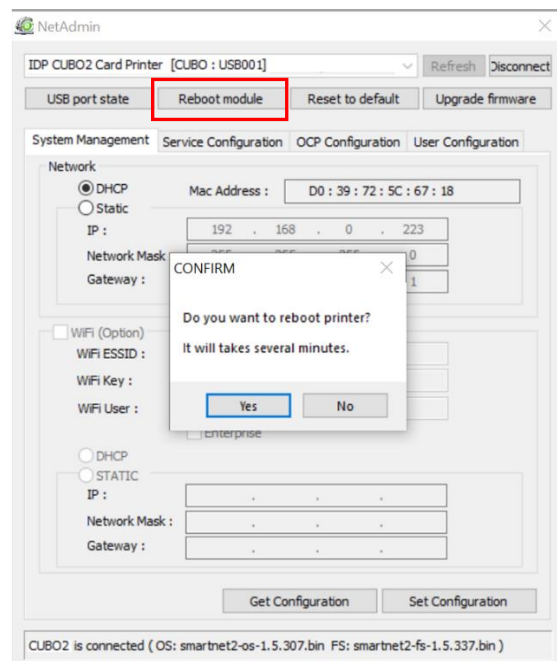 NetAdmin
IDP CUBO2 Card Printer [CUBO : USB001]
Refresh
Disconnect
USB port state
Reboot module
Reset to default
Upgrade firmware
System Management
Service Configuration
OCP Configuration
User Configuration
Network
DHCP
Mac Address :
D0 : 39 : 72 : 5C : 67 : 18
Static
IP :
192 . 168 . 0 . 223
Network Mask
0
Gateway :
1
CONFIRM
Do you want to reboot printer?
It will takes several minutes.
Yes
No
WiFi (Option)
WiFi ESSID :
WiFi Key :
WiFi User :
Enterprise
DHCP
STATIC
IP :
. . .
Network Mask :
. . .
Gateway :
. . .
Get Configuration
Set Configuration
CUBO2 is connected ( OS: smartnet2-os-1.5.307.bin FS: smartnet2-fs-1.5.337.bin )